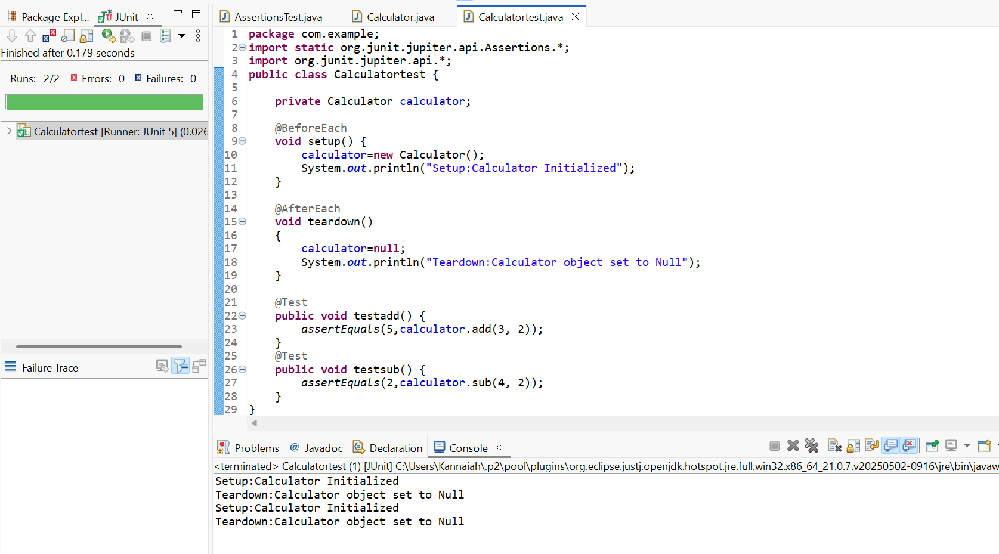 Package Expl...
JUnit
Finished after 0.179 seconds
Runs: 2/2 Errors: 0 Failures: 0
Calculatortest [Runner: JUnit 5] (0.026
Failure Trace
AssertionsTest.java
Calculator.java
Calculatortest.java
1 package com.example;
2 import static org.junit.jupiter.api.Assertions.*;
3 import org.junit.jupiter.api.*;
4 public class Calculatortest {
5
6     private Calculator calculator;
7
8     @BeforeEach
9     void setup() {
10         calculator=new Calculator();
11         System.out.println("Setup:Calculator Initialized");
12     }
13
14     @AfterEach
15     void teardown()
16     {
17         calculator=null;
18         System.out.println("Teardown:Calculator object set to Null");
19     }
20
21     @Test
22     public void testadd() {
23         assertEquals(5,calculator.add(3, 2));
24     }
25     @Test
26     public void testsub() {
27         assertEquals(2,calculator.sub(4, 2));
28     }
29 }
Problems @ Javadoc Declaration Console
<terminated> Calculatortest (1) [JUnit] C:\Users\Kannaiah\.p2\pool\plugins\org.eclipse.justj.openjdk.hotspot.jre.full.win32.x86_64_21.0.7.v20250502-0916\jre\bin\javaw
Setup:Calculator Initialized
Teardown:Calculator object set to Null
Setup:Calculator Initialized
Teardown:Calculator object set to Null